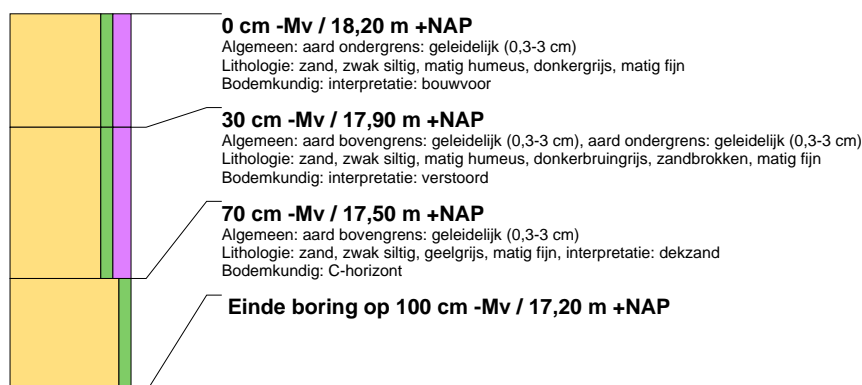 0 cm -Mv / 18,20 m +NAP
Algemeen: aard ondergrens: geleidelijk (0,3-3 cm)
Lithologie: zand, zwak siltig, matig humeus, donkergrijs, matig fijn
Bodemkundig: interpretatie: bouwvoor
30 cm -Mv / 17,90 m +NAP
Algemeen: aard bovengrens: geleidelijk (0,3-3 cm), aard ondergrens: geleidelijk (0,3-3 cm)
Lithologie: zand, zwak siltig, matig humeus, donkerbruingrijs, zandbrokken, matig fijn
Bodemkundig: interpretatie: verstoord
70 cm -Mv / 17,50 m +NAP
Algemeen: aard bovengrens: geleidelijk (0,3-3 cm)
Lithologie: zand, zwak siltig, geelgrijs, matig fijn, interpretatie: dekzand
Bodemkundig: C-horizont
Einde boring op 100 cm -Mv / 17,20 m +NAP